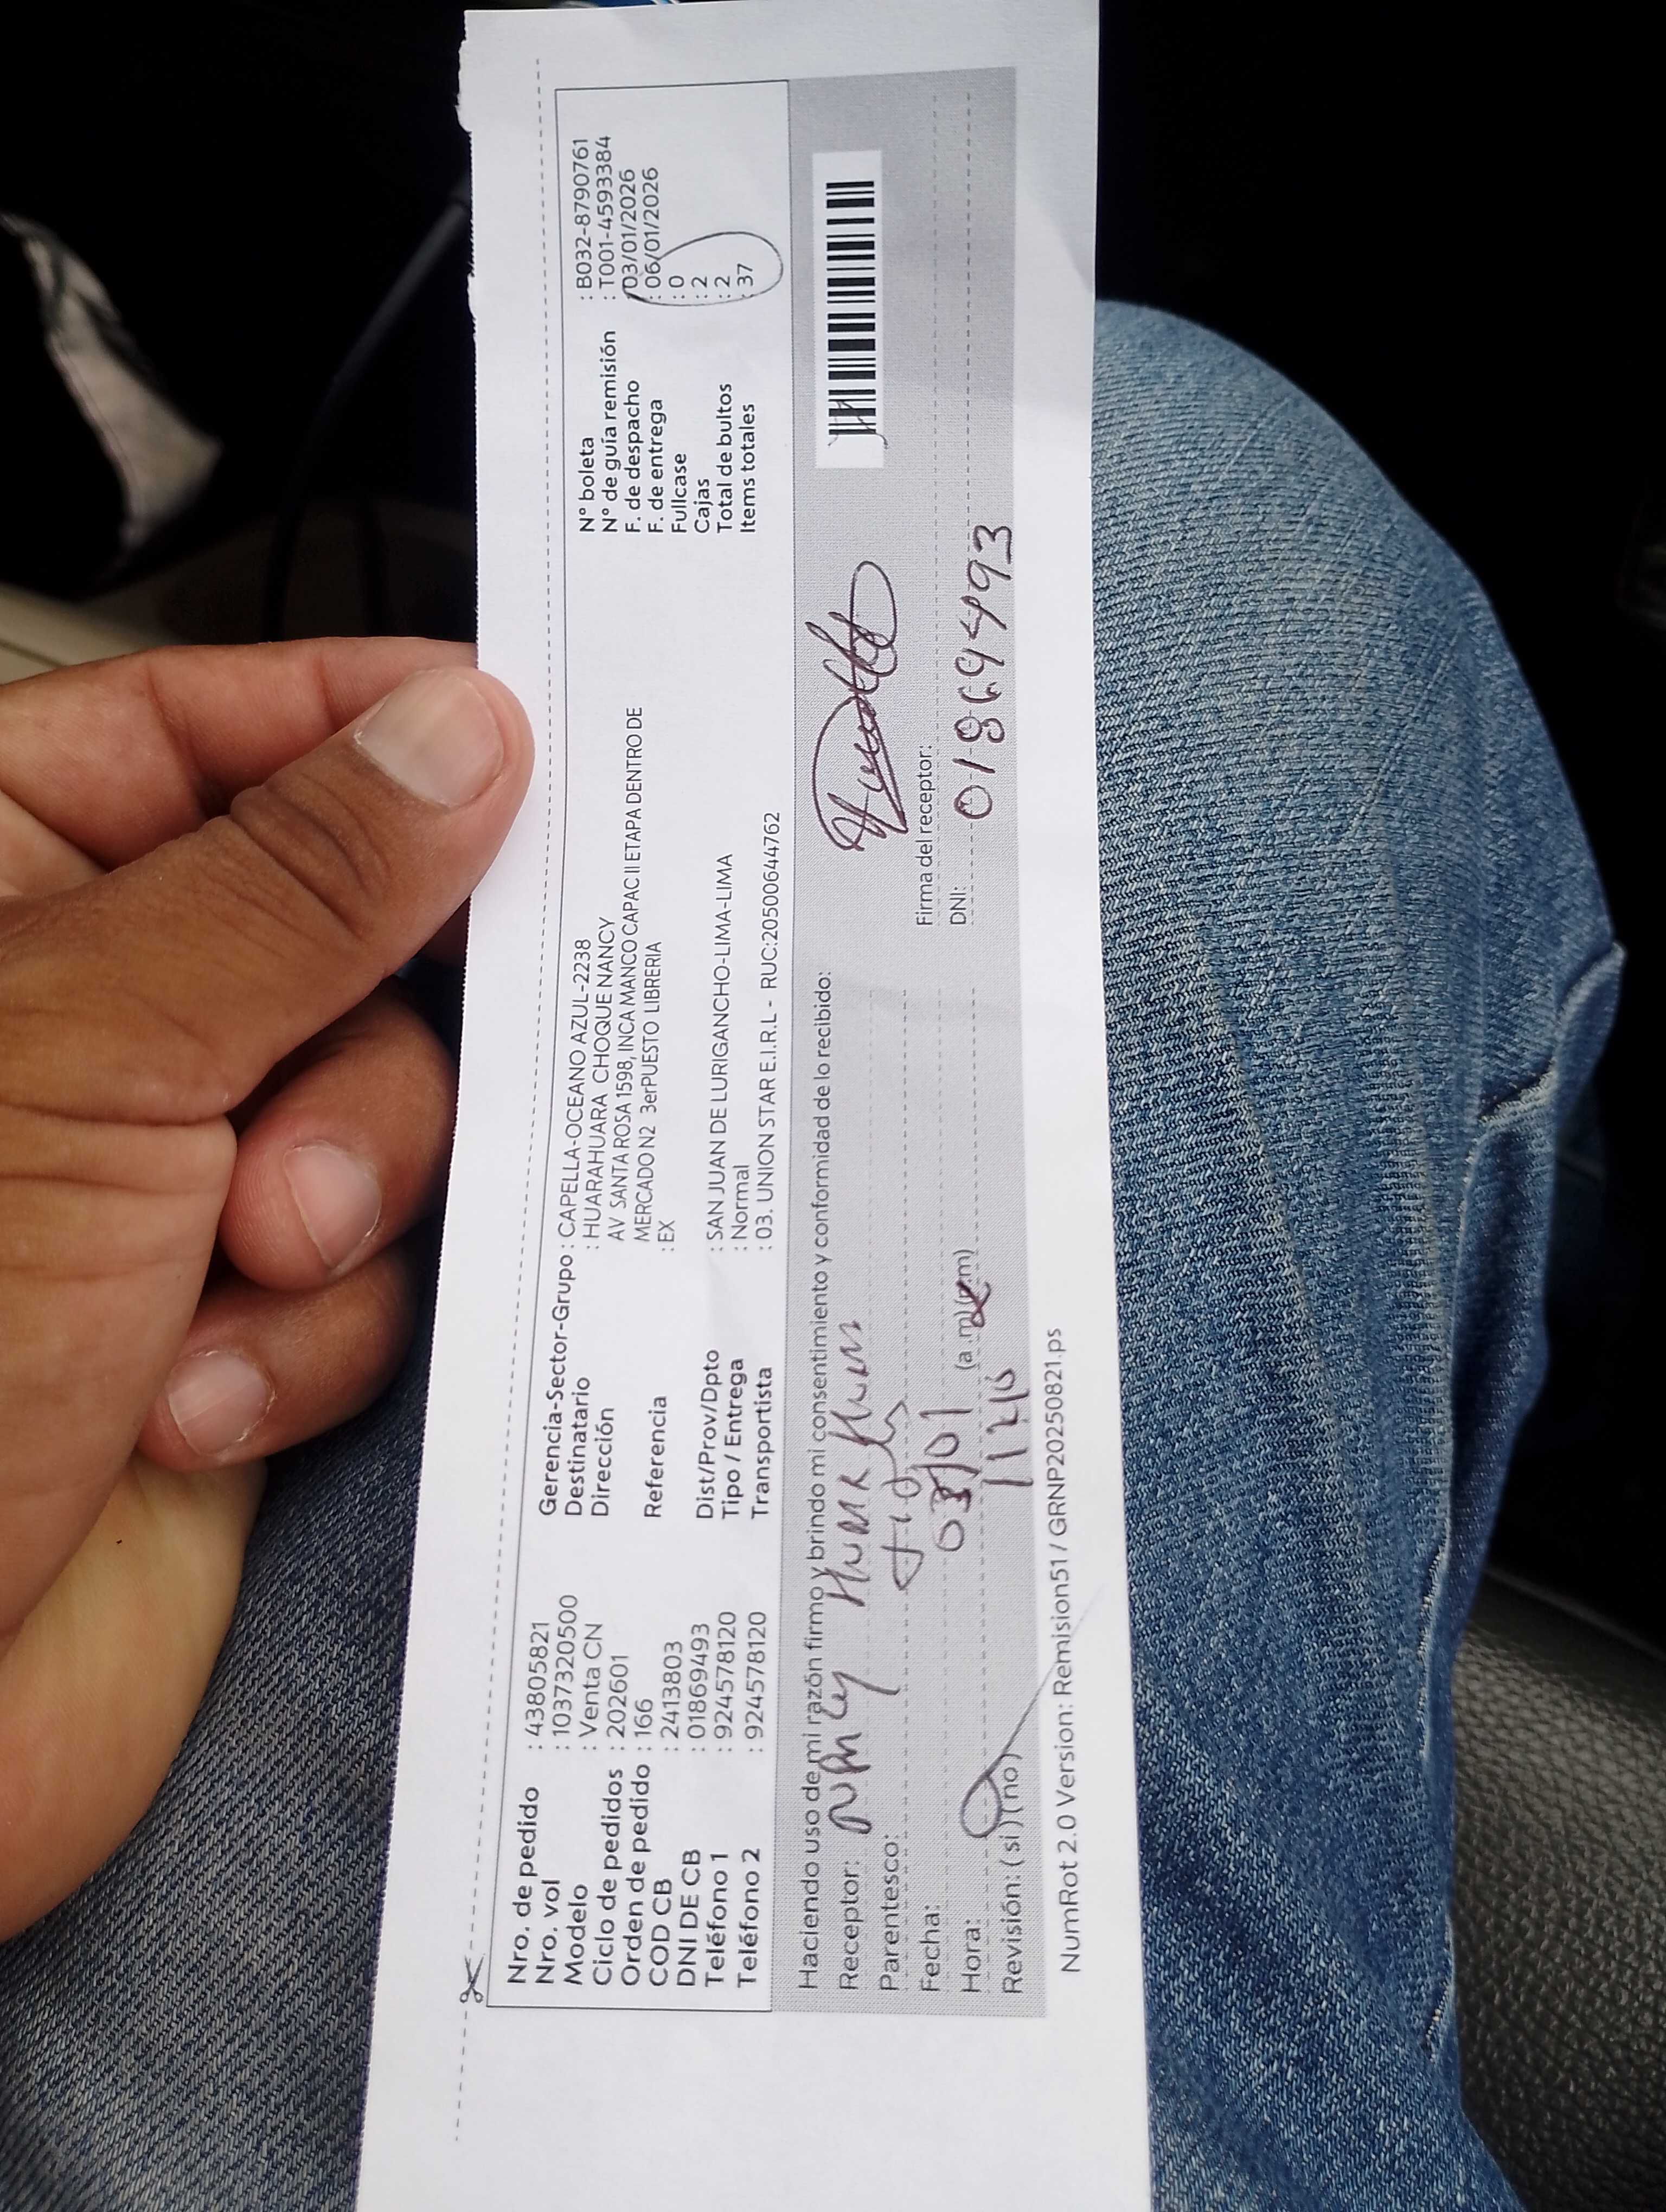 Nro. de pedido : 43805821
Nro. vol : 1037320500
Modelo : Venta CN
Ciclo de pedidos : 202601
Orden de pedido : 166
COD CB : 2413803
DNI DE CB : 01869493
Teléfono 1 : 924578120
Teléfono 2 : 924578120
Gerencia-Sector-Grupo : CAPELLA-OCEANO AZUL-2238
Destinatario : HUARAHUARA CHOQUE NANCY
Dirección AV SANTA ROSA 1598, INCA MANCO CAPAC II ETAPA DENTRO DE
MERCADO N2 3erPUESTO LIBRERIA
Referencia : EX
Dist/Prov/Dpto : SAN JUAN DE LURIGANCHO-LIMA-LIMA
Tipo / Entrega : Normal
Transportista : 03. UNION STAR E.I.R.L - RUC:20500644762
N° boleta : B032-8790761
N° de guía remisión : T001-4593384
F. de despacho : 03/01/2026
F. de entrega : 06/01/2026
Fullcase : 0
Cajas : 2
Total de bultos : 2
Items totales : 37
Haciendo uso de mi razón firmo y brindo mi consentimiento y conformidad de lo recibido:
Receptor:
Parentesco:
Fecha: 03/01
Hora: (a.m) (p.m)
Revisión: (si) (no)
Firma del receptor:
DNI: 01869493
NumRot 2.0 Version: Remision51 / GRNP20250821.ps